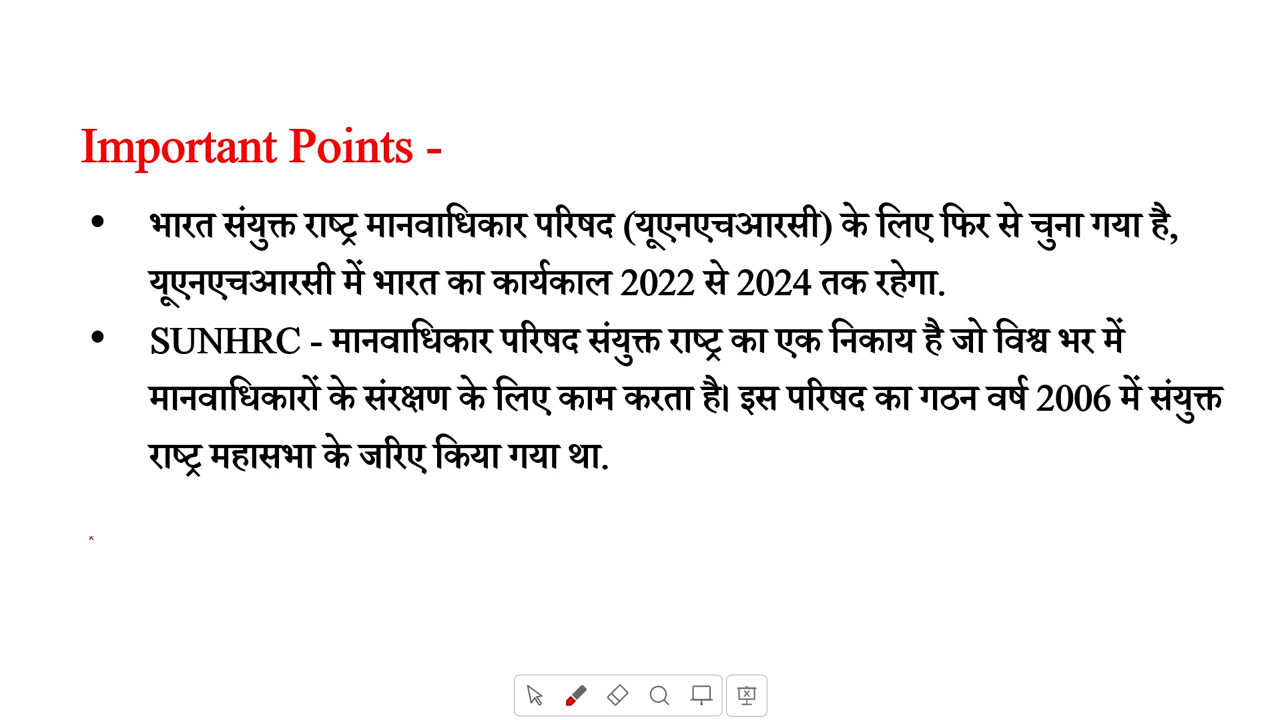 Important Points -
• भारत संयुक्त राष्ट्र मानवाधिकार परिषद (यूएनएचआरसी) के लिए फिर से चुना गया है,
यूएनएचआरसी में भारत का कार्यकाल 2022 से 2024 तक रहेगा.
• SUNHRC - मानवाधिकार परिषद संयुक्त राष्ट्र का एक निकाय है जो विश्व भर में
मानवाधिकारों के संरक्षण के लिए काम करता है। इस परिषद का गठन वर्ष 2006 में संयुक्त
राष्ट्र महासभा के जरिए किया गया था.